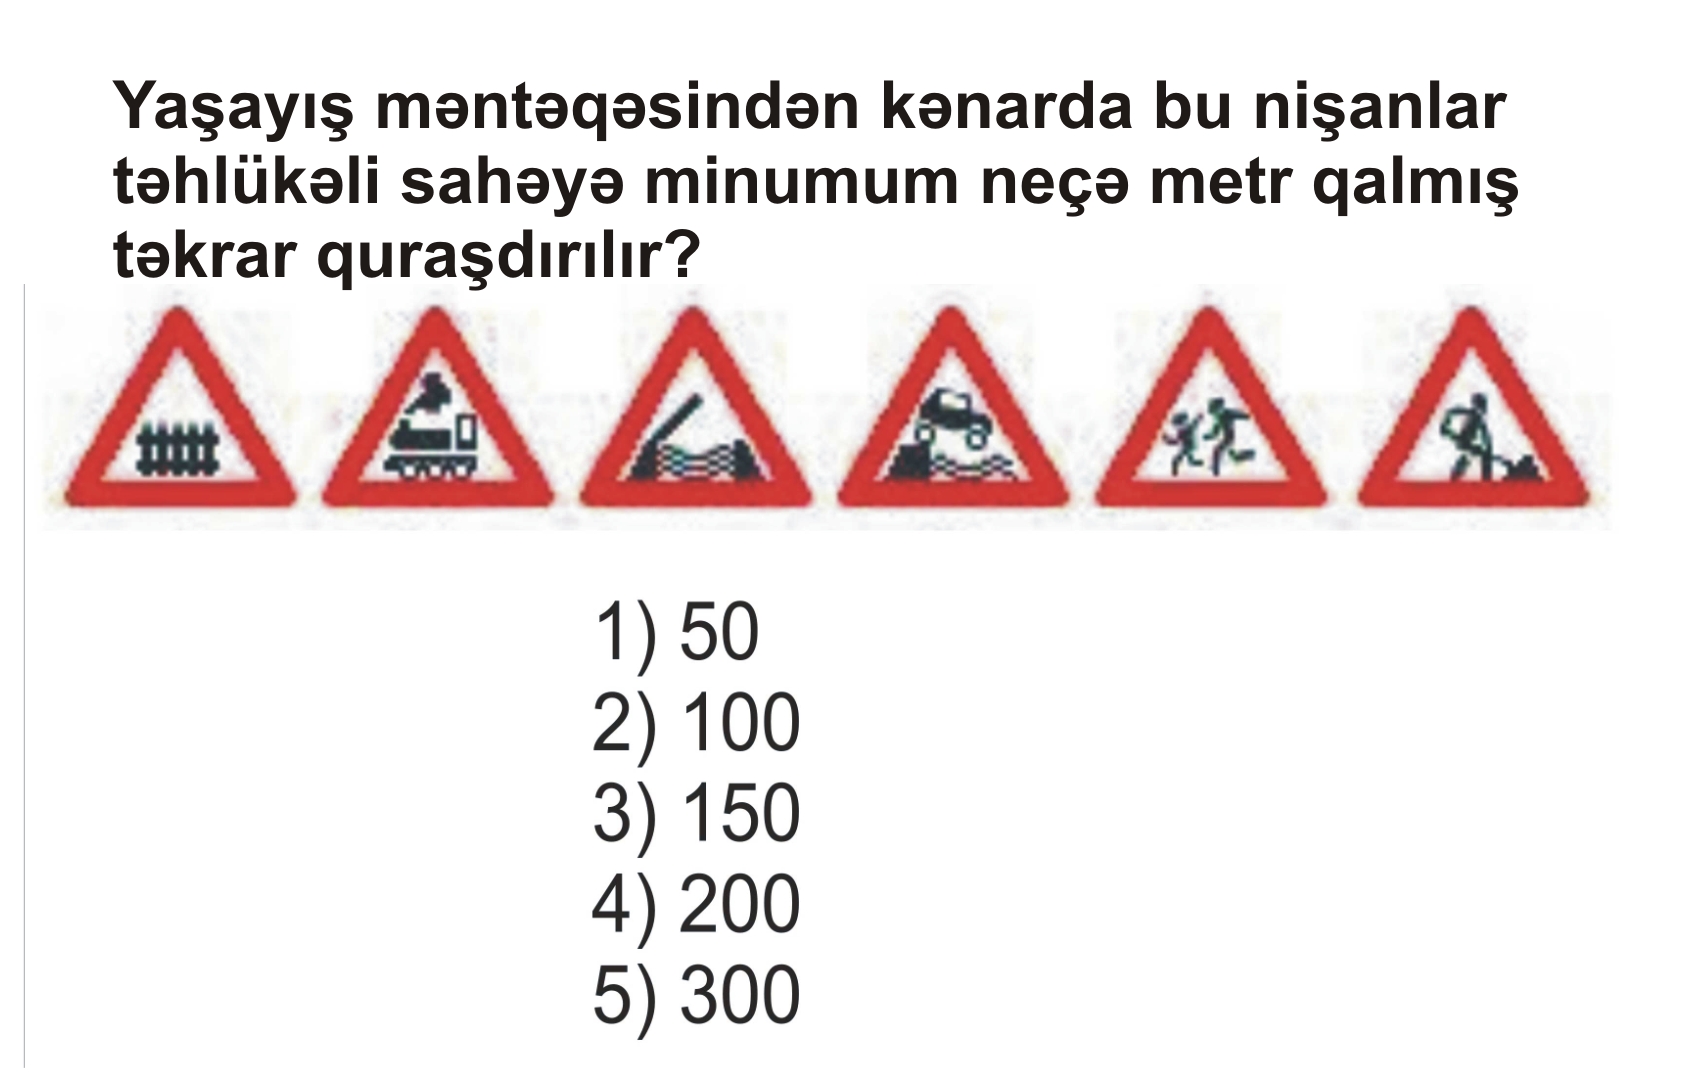 Yaşayış məntəqəsindən kənarda bu nişanlar
təhlükəli sahəyə minumum neçə metr qalmış
təkrar quraşdırılır?
1) 50
2) 100
3) 150
4) 200
5) 300